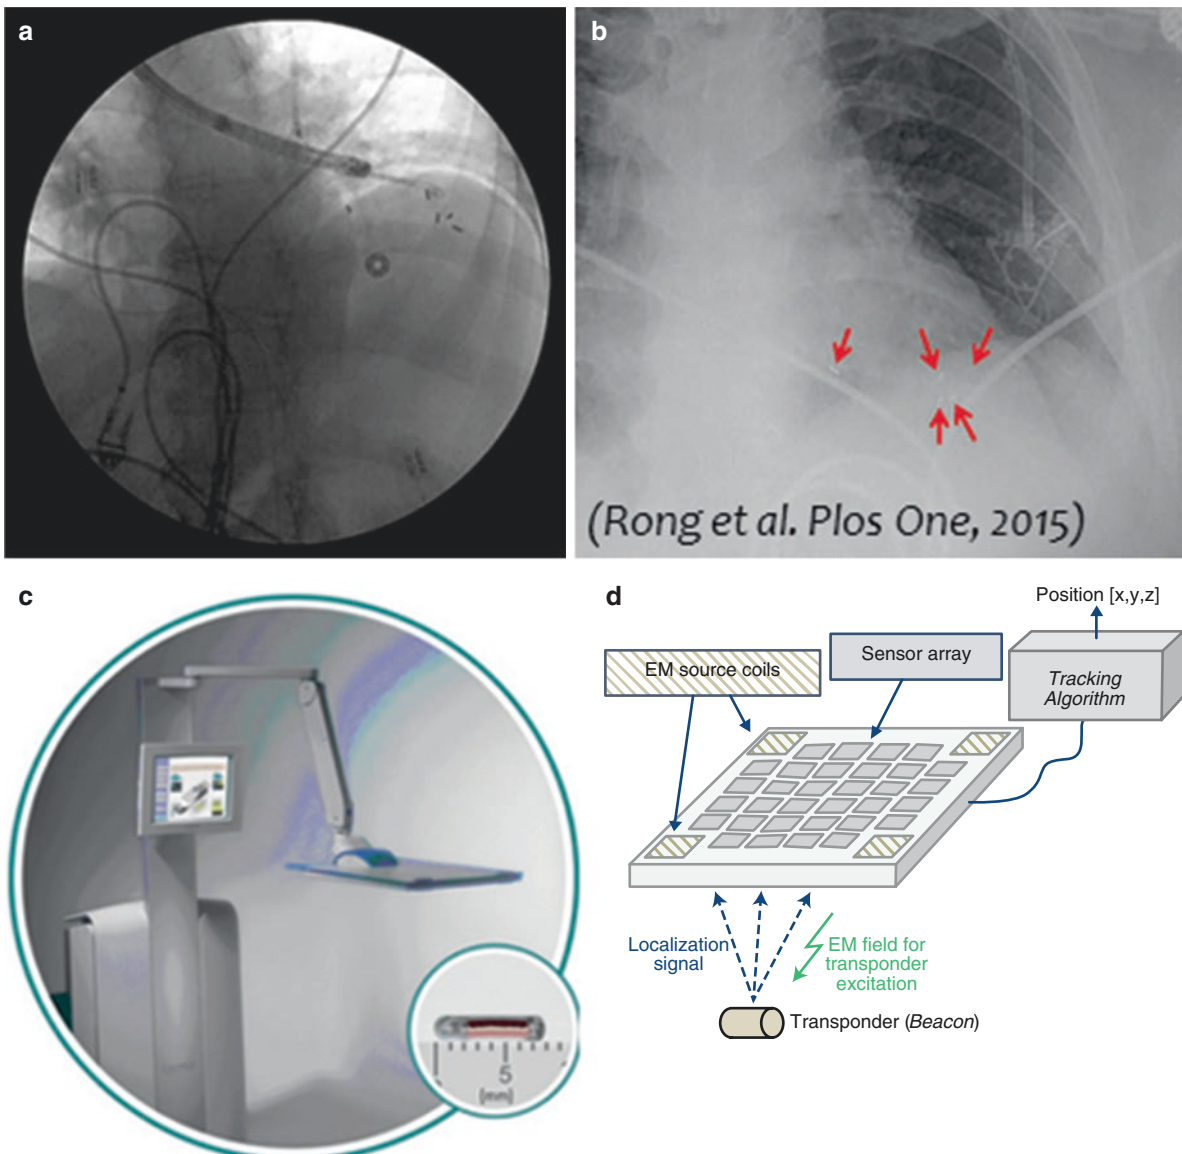 a
b
(Rong et al. Plos One, 2015)
c
5
(mm)
d
Position [x,y,z]
EM source coils
Sensor array
Tracking
Algorithm
Localization
signal
EM field for
transponder
excitation
Transponder (Beacon)